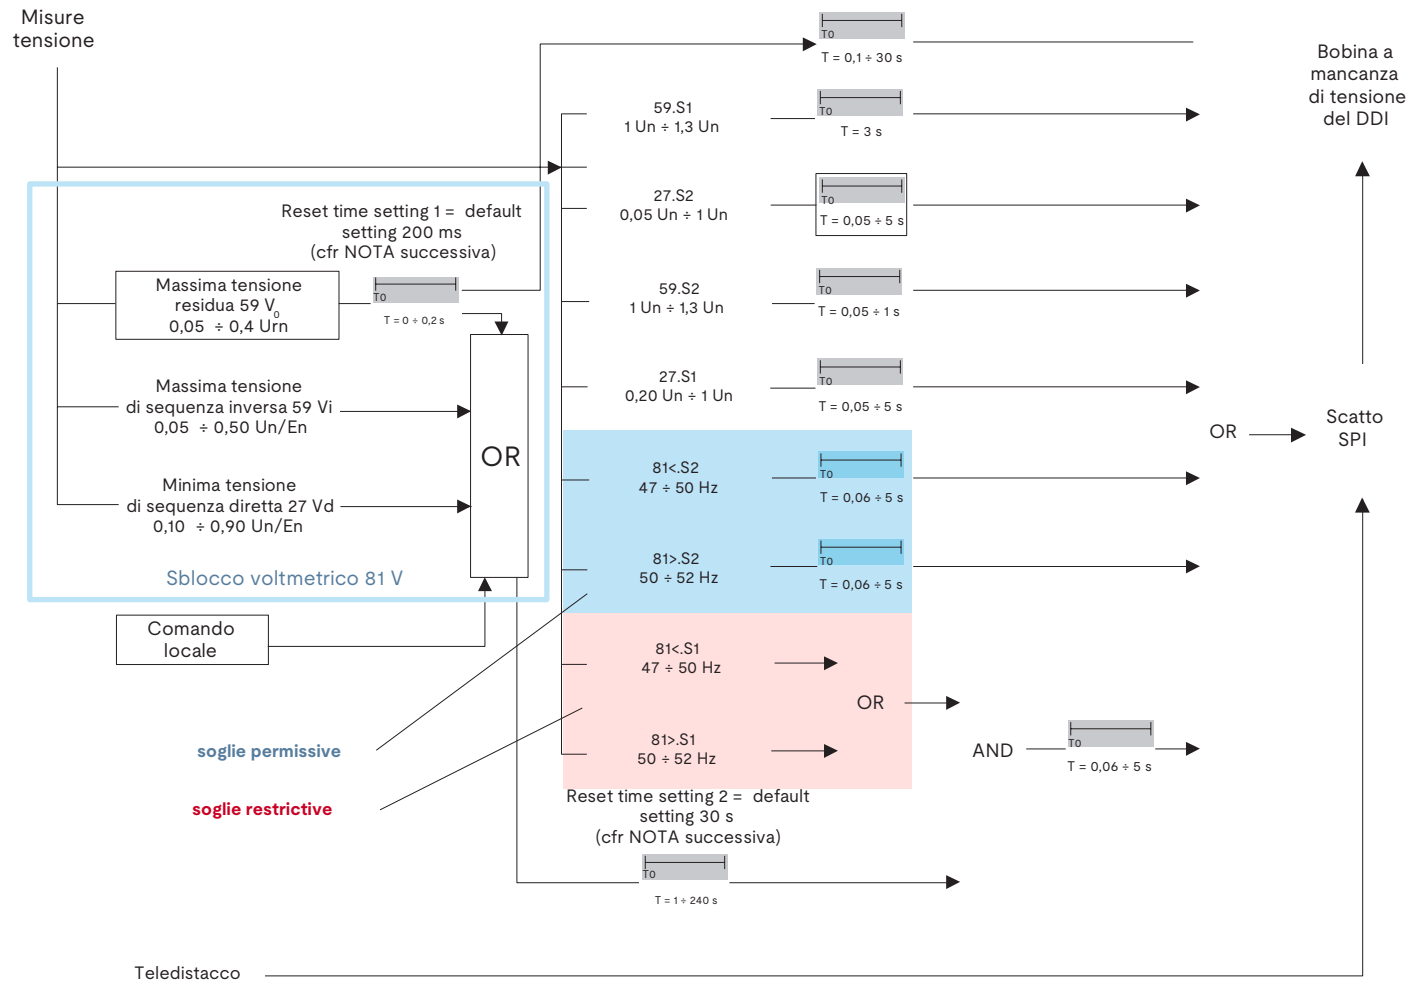 Misure
tensione
T0
T = 0,1 ÷ 30 s
Bobina a
mancanza
di tensione
del DDI
59.S1
1 Un ÷ 1,3 Un
T0
T = 3 s
27.S2
0,05 Un ÷ 1 Un
T0
T = 0,05 ÷ 5 s
Reset time setting 1 = default
setting 200 ms
(cfr NOTA successiva)
Massima tensione
residua 59 V0
0,05 ÷ 0,4 Urn
T0
T = 0 ÷ 0,2 s
59.S2
1 Un ÷ 1,3 Un
T0
T = 0,05 ÷ 1 s
27.S1
0,20 Un ÷ 1 Un
T0
T = 0,05 ÷ 5 s
Massima tensione
di sequenza inversa 59 Vi
0,05 ÷ 0,50 Un/En
OR
OR
Scatto
SPI
81<.S2
47 ÷ 50 Hz
T0
T = 0,06 ÷ 5 s
Minima tensione
di sequenza diretta 27 Vd
0,10 ÷ 0,90 Un/En
81>.S2
50 ÷ 52 Hz
T0
T = 0,06 ÷ 5 s
Sblocco voltmetrico 81 V
Comando
locale
81<.S1
47 ÷ 50 Hz
OR
81>.S1
50 ÷ 52 Hz
AND
T0
T = 0,06 ÷ 5 s
soglie permissive
soglie restrictive
Reset time setting 2 = default
setting 30 s
(cfr NOTA successiva)
T0
T = 1 ÷ 240 s
Teledistacco